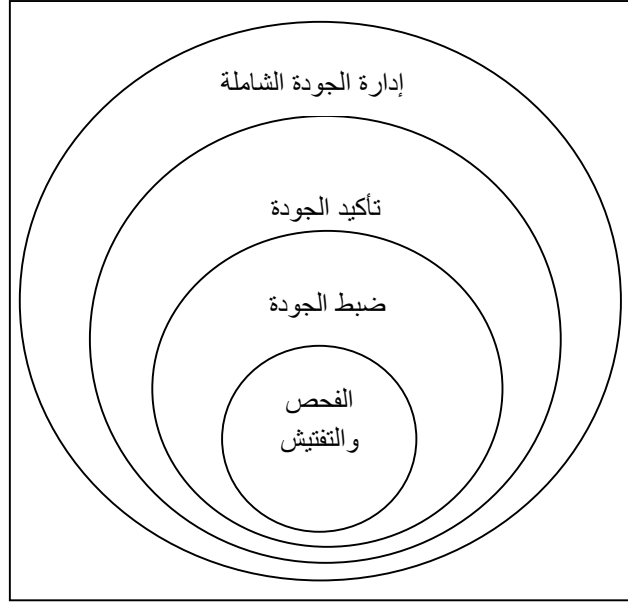 إدارة الجودة الشاملة
تأكيد الجودة
ضبط الجودة
الفحص
والتفتيش